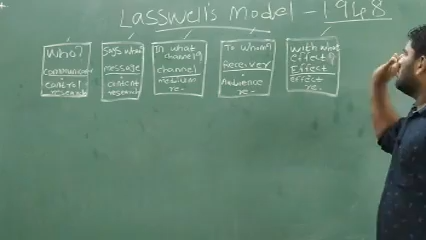 Lasswell's Model - 1948
Who?
Communicator
control
research
Says what
message
content
research
In what
channel?
channel
medium
re-
To whom?
Receiver
Audience
re-
With what
effect?
Effect
effect
re-